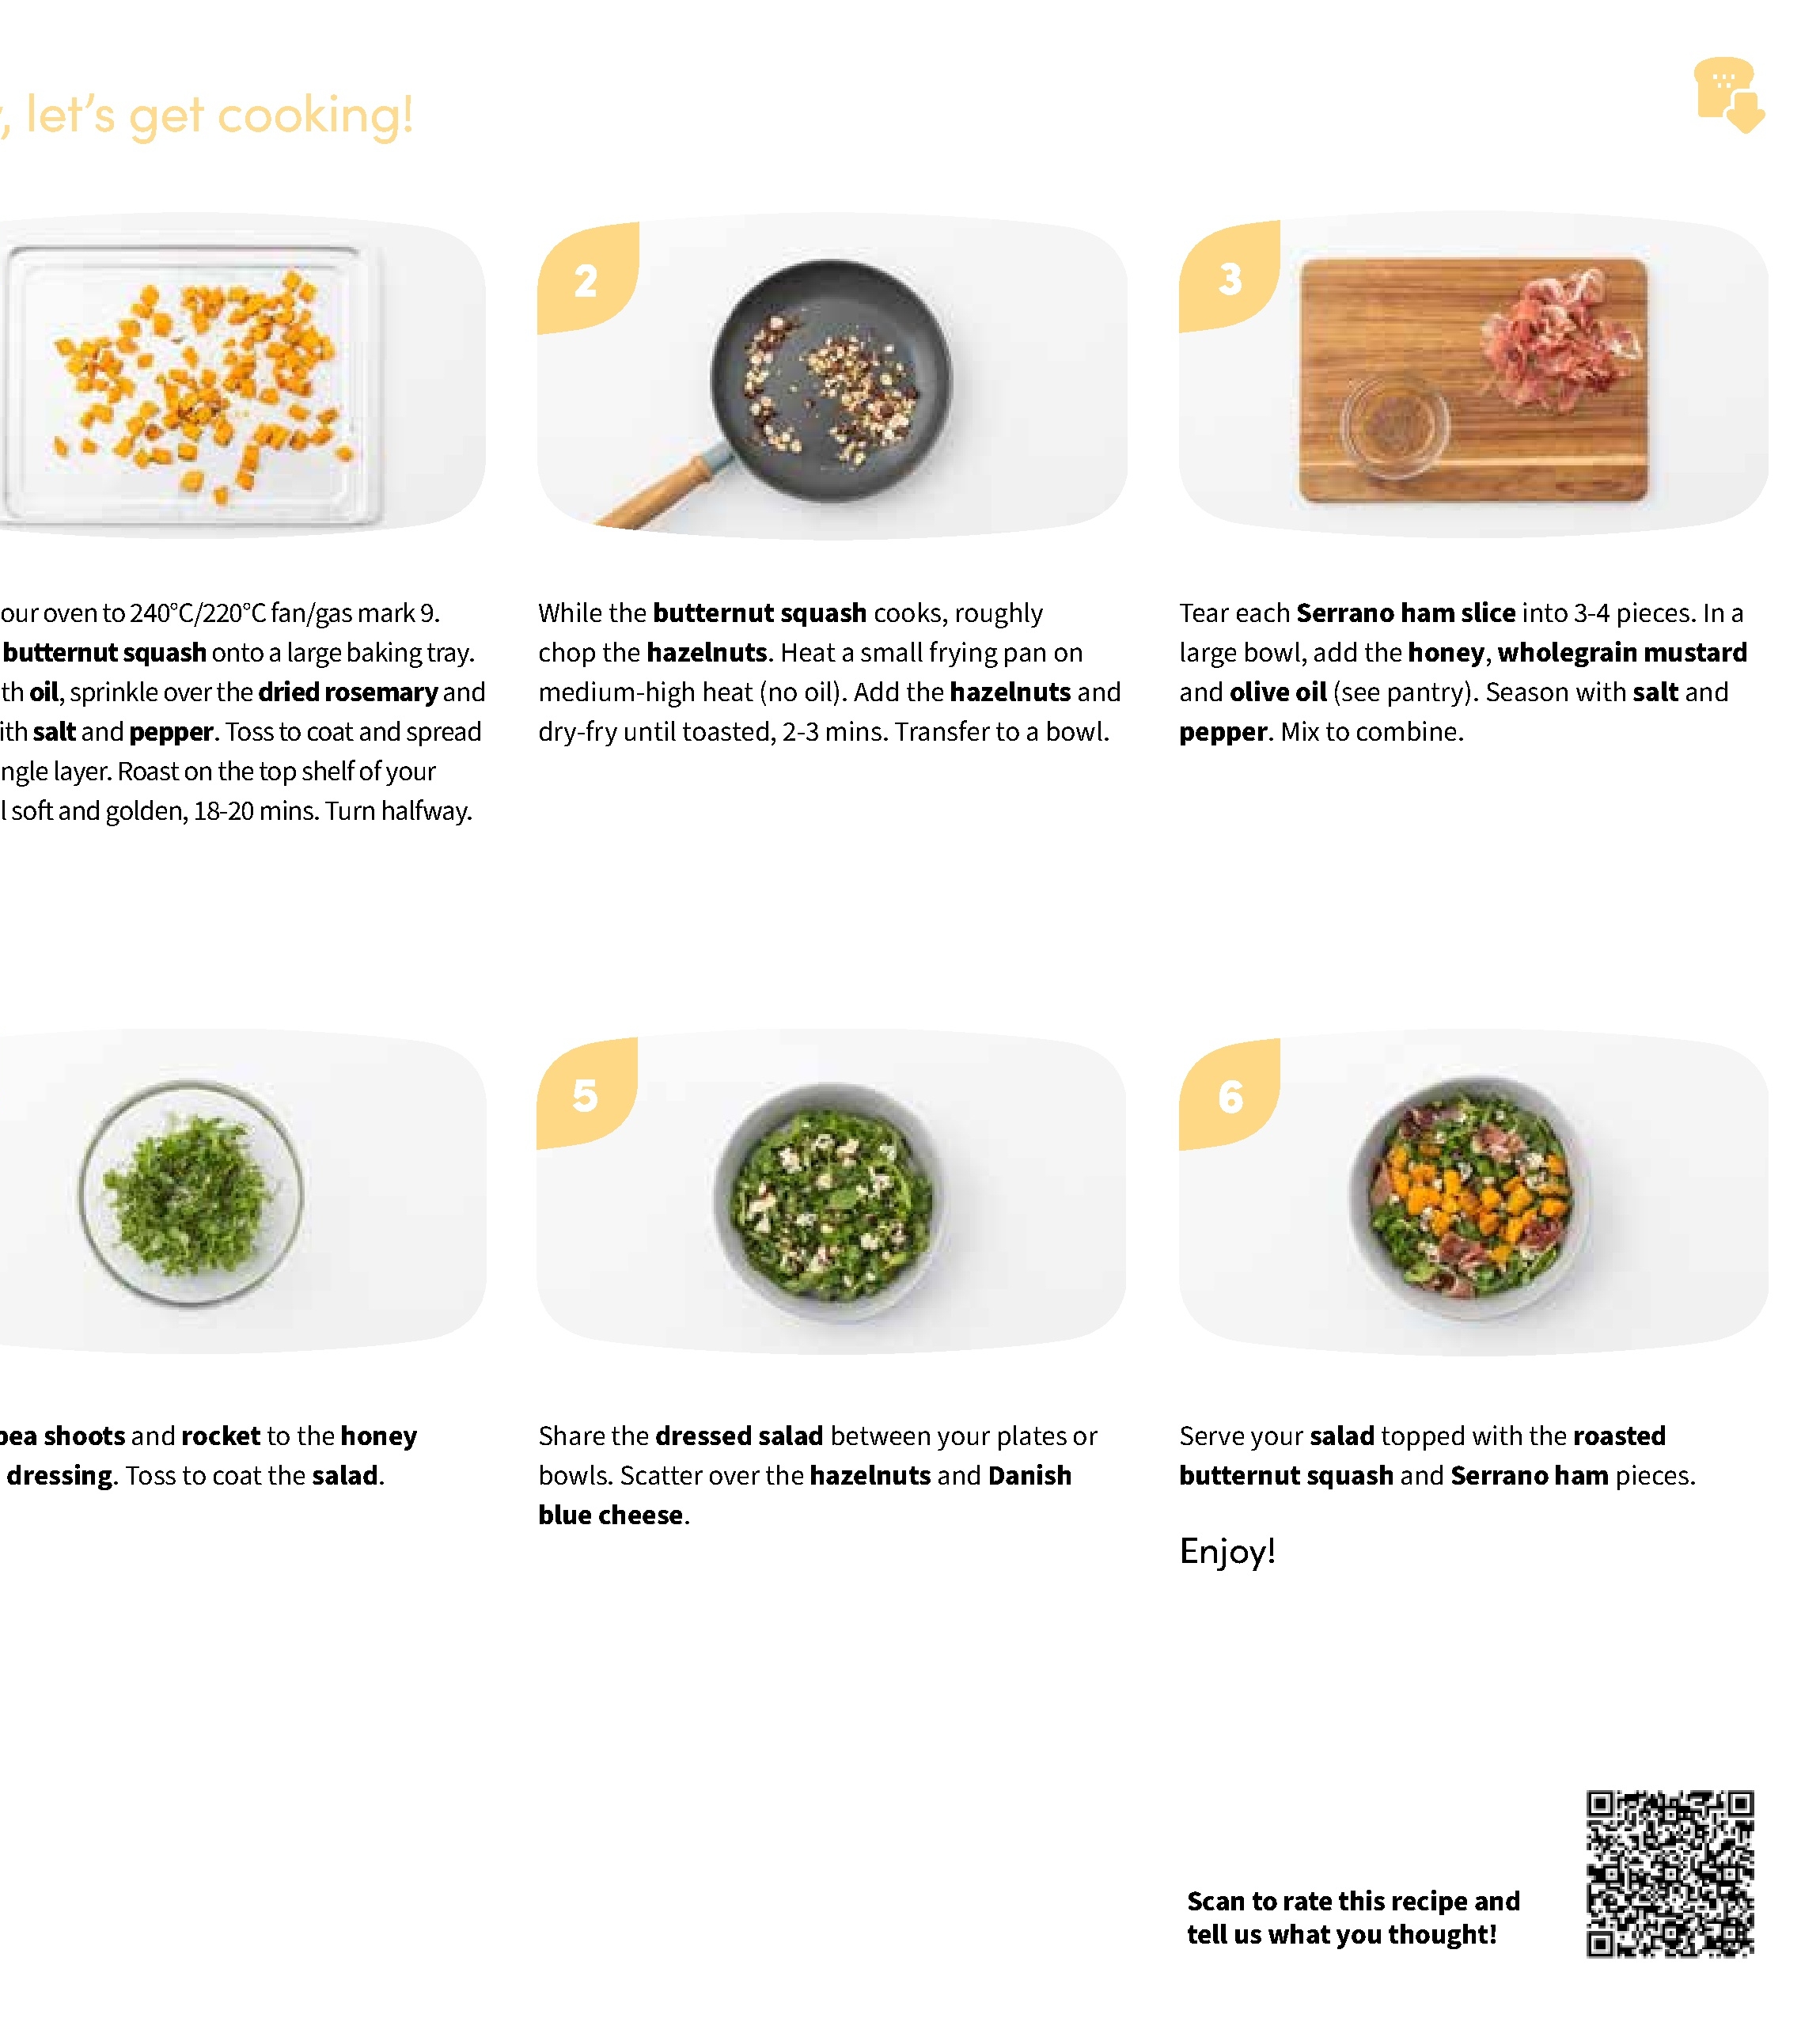 , let's get cooking!
our oven to 240°C/220°C fan/gas mark 9.
butternut squash onto a large baking tray.
th oil, sprinkle over the dried rosemary and
ith salt and pepper. Toss to coat and spread
ngle layer. Roast on the top shelf of your
l soft and golden, 18-20 mins. Turn halfway.
2
While the butternut squash cooks, roughly
chop the hazelnuts. Heat a small frying pan on
medium-high heat (no oil). Add the hazelnuts and
dry-fry until toasted, 2-3 mins. Transfer to a bowl.
3
Tear each Serrano ham slice into 3-4 pieces. In a
large bowl, add the honey, wholegrain mustard
and olive oil (see pantry). Season with salt and
pepper. Mix to combine.
pea shoots and rocket to the honey
dressing. Toss to coat the salad.
5
Share the dressed salad between your plates or
bowls. Scatter over the hazelnuts and Danish
blue cheese.
6
Serve your salad topped with the roasted
butternut squash and Serrano ham pieces.
Enjoy!
Scan to rate this recipe and
tell us what you thought!